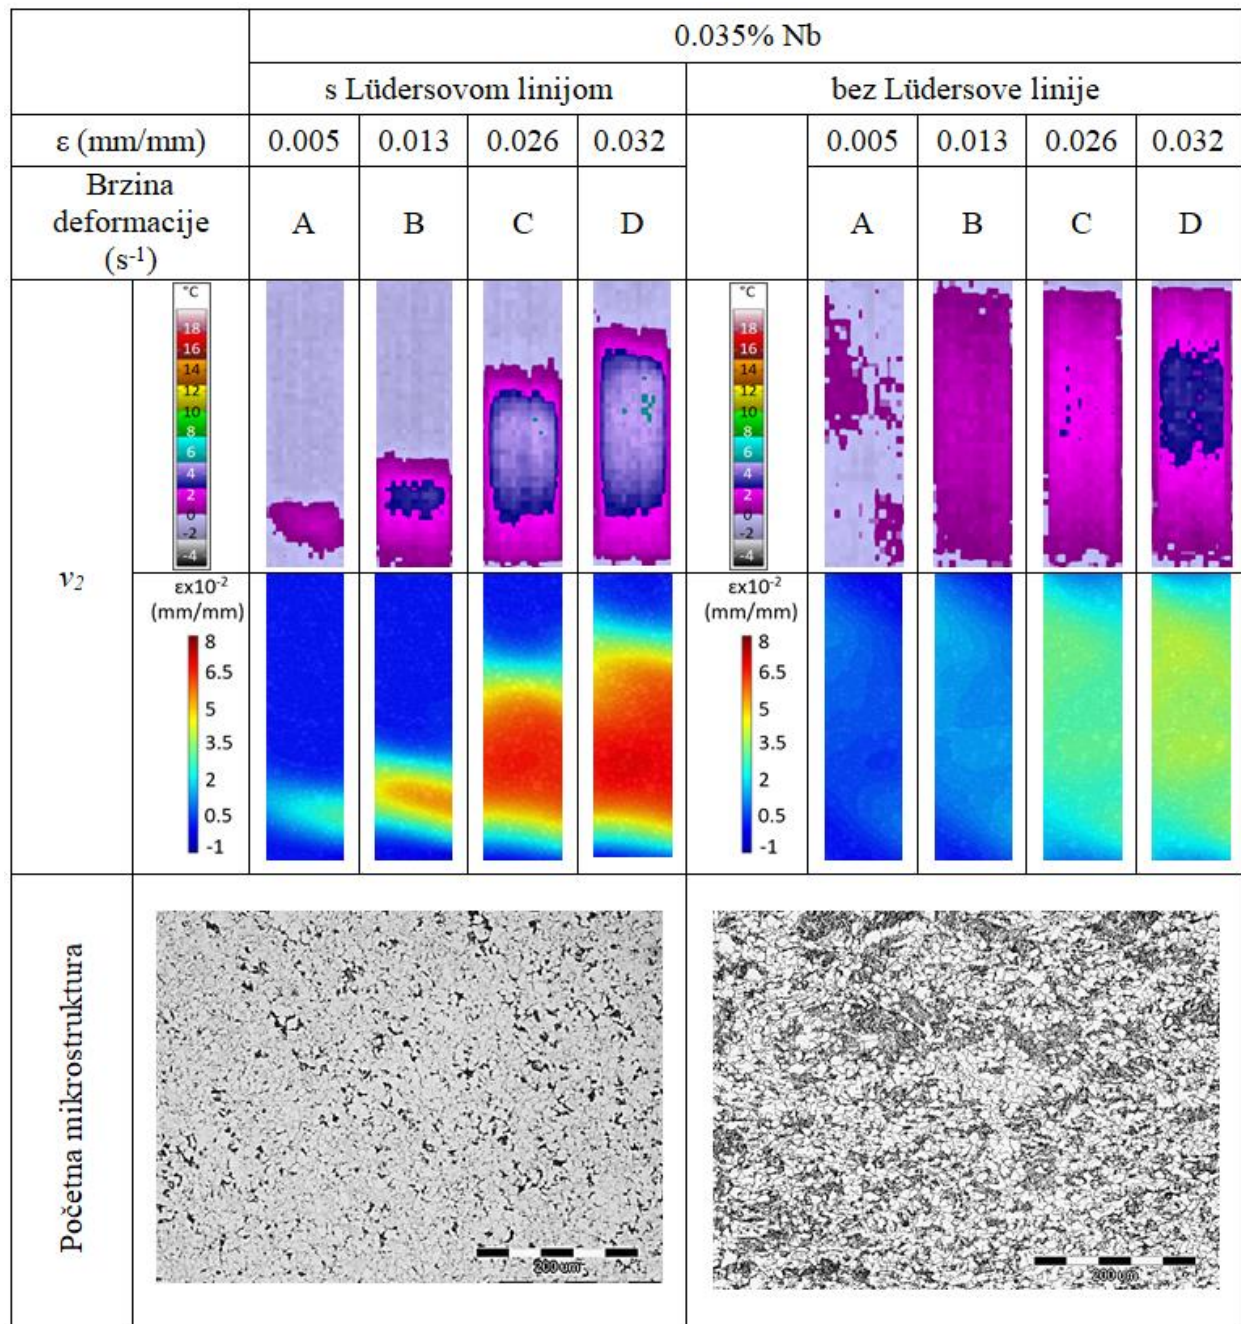 0.035% Nb
s Lüdersovom linijom
bez Lüdersove linije
ε (mm/mm)
0.005
0.013
0.026
0.032
0.005
0.013
0.026
0.032
Brzina
deformacije
(s⁻¹)
A
B
C
D
A
B
C
D
v₂
°C
18
16
14
12
10
8
6
4
2
0
-2
-4
°C
18
16
14
12
10
8
6
4
2
0
-2
-4
εx10⁻²
(mm/mm)
8
6.5
5
3.5
2
0.5
-1
εx10⁻²
(mm/mm)
8
6.5
5
3.5
2
0.5
-1
Početna mikrostruktura
200 um
200 um